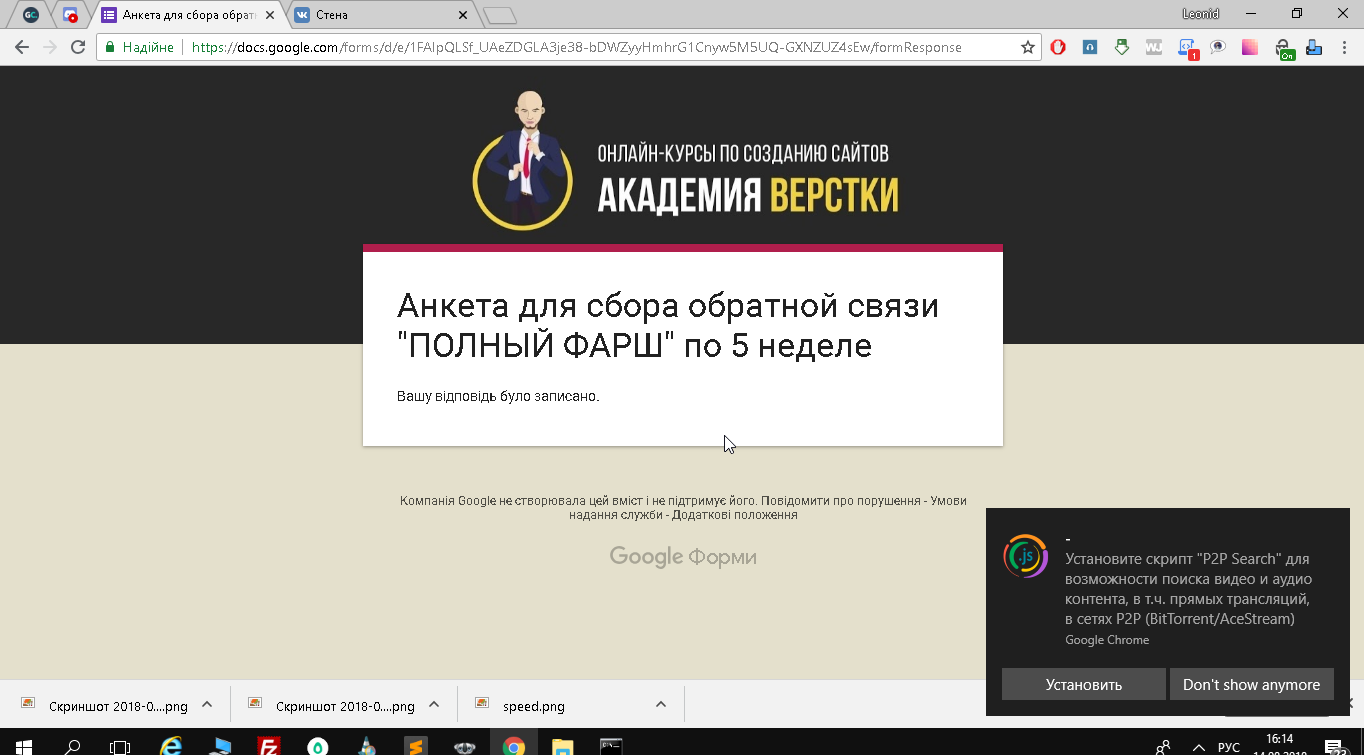 Анкета для сбора обрат
Стена
Leonid
Надійне
https://docs.google.com/forms/d/e/1FAIpQLSf_UAeZDGLA3je38-bDWZyyHmhrG1Cnyw5M5UQ-GXNZUZ4sEw/formResponse
1
On
ОНЛАЙН-КУРСЫ ПО СОЗДАНИЮ САЙТОВ
АКАДЕМИЯ ВЕРСТКИ
Анкета для сбора обратной связи
"ПОЛНЫЙ ФАРШ" по 5 неделе
Вашу відповідь було записано.
Компанія Google не створювала цей вміст і не підтримує його. Повідомити про порушення - Умови
надання служби - Додаткові положення
Google Форми
-
Установите скрипт "P2P Search" для
возможности поиска видео и аудио
контента, в т.ч. прямых трансляций,
в сетях P2P (BitTorrent/AceStream)
Google Chrome
Установить
Don't show anymore
Скриншот 2018-0....png
Скриншот 2018-0....png
speed.png
РУС
16:14